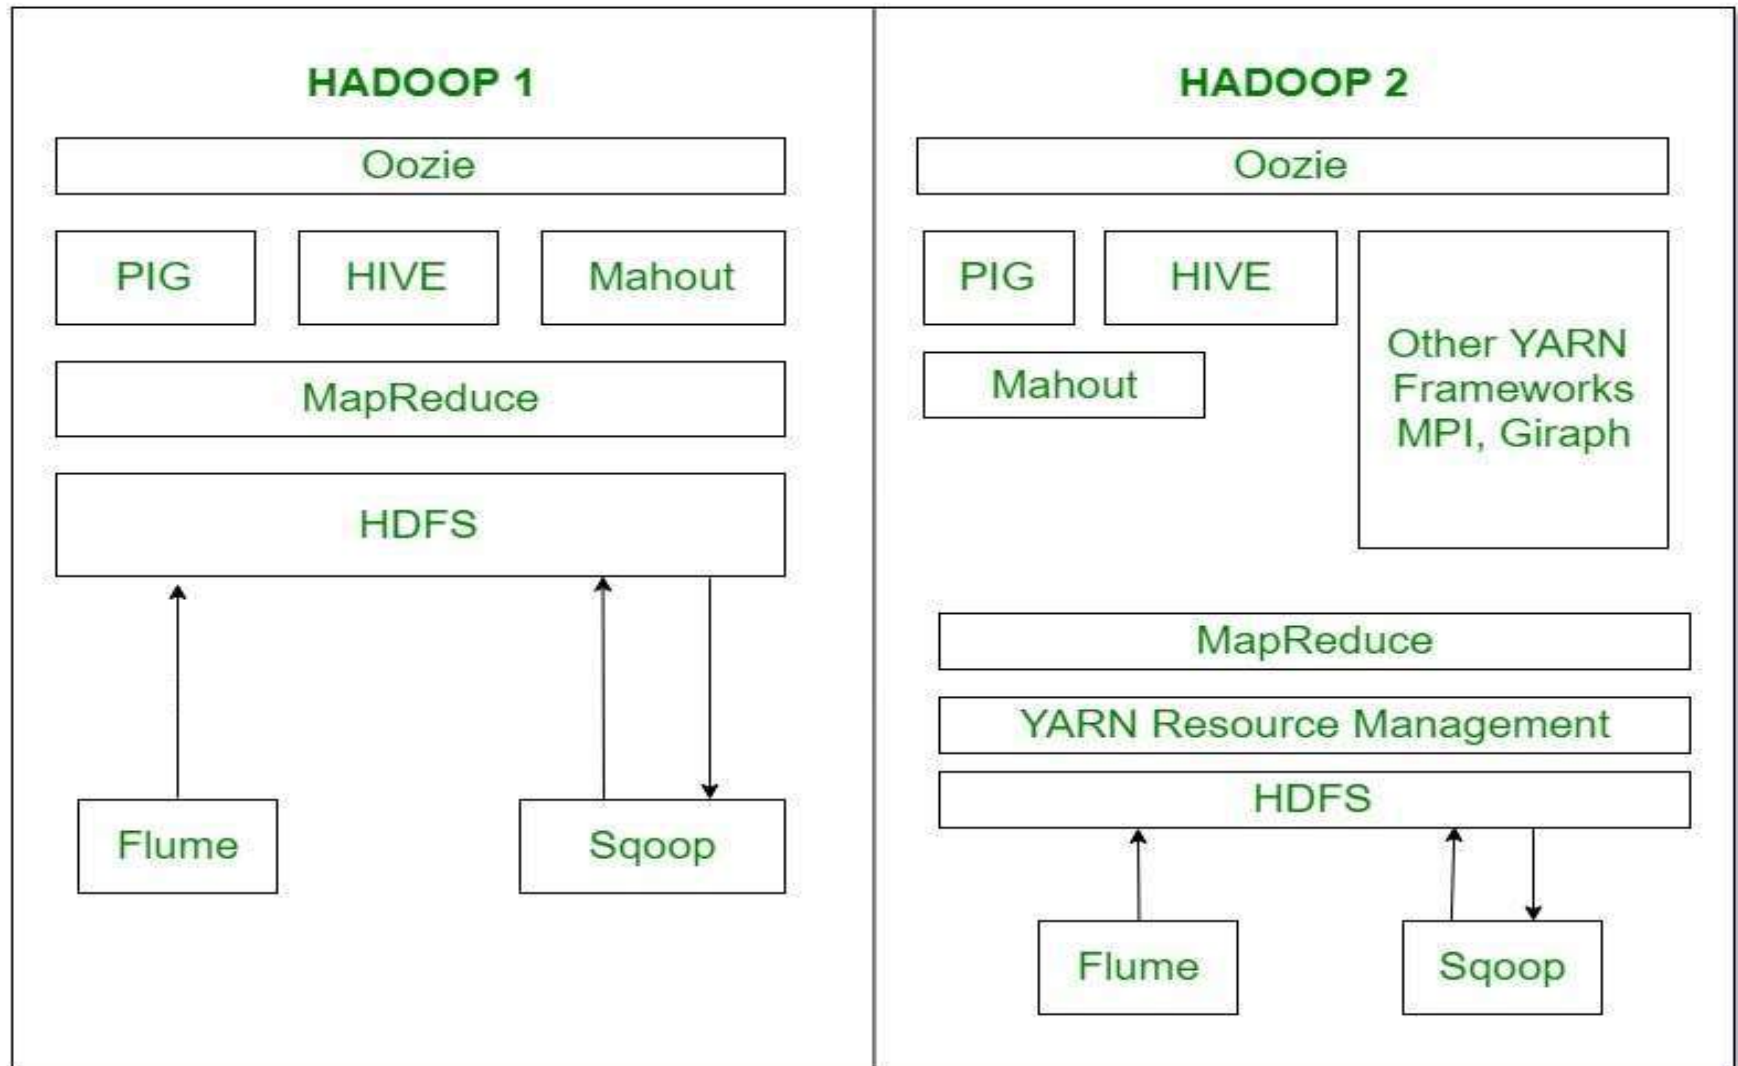 HADOOP 1
Oozie
PIG
HIVE
Mahout
MapReduce
HDFS
Flume
Sqoop
HADOOP 2
Oozie
PIG
HIVE
Other YARN
Frameworks
MPI, Giraph
Mahout
MapReduce
YARN Resource Management
HDFS
Flume
Sqoop